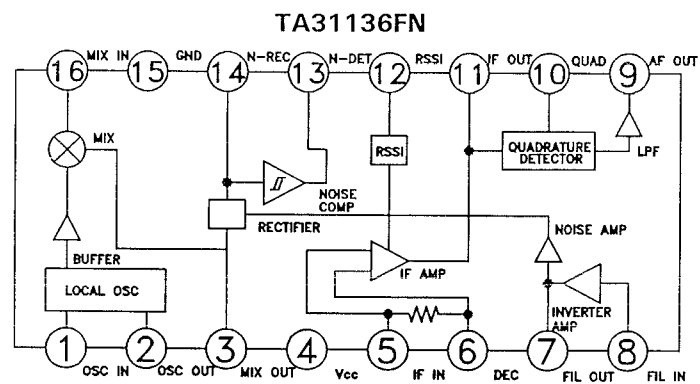 TA31136FN
16 MIX IN 15 GND 14 N-REC 13 N-DET 12 RSSI 11 IF OUT 10 QUAD 9 AF OUT
MIX
RSSI
QUADRATURE
DETECTOR
LPF
NOISE
COMP
RECTIFIER
NOISE AMP
BUFFER
IF AMP
LOCAL OSC
INVERTER
AMP
1 OSC IN 2 OSC OUT 3 MIX OUT 4 Vcc 5 IF IN 6 DEC 7 FIL OUT 8 FIL IN